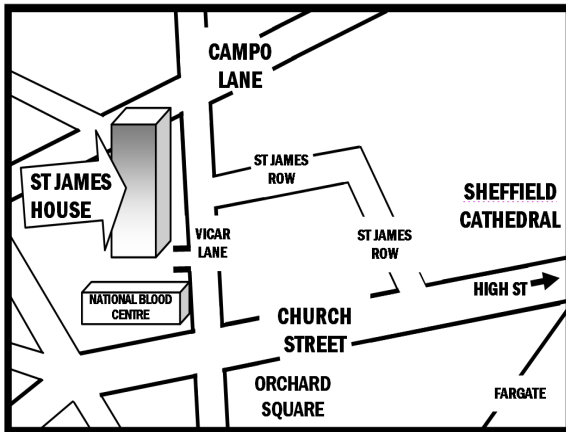 CAMPO
LANE
ST JAMES
ROW
ST JAMES
HOUSE
SHEFFIELD
CATHEDRAL
VICAR
LANE
ST JAMES
ROW
HIGH ST
NATIONAL BLOOD
CENTRE
CHURCH
STREET
ORCHARD
SQUARE
FARGATE